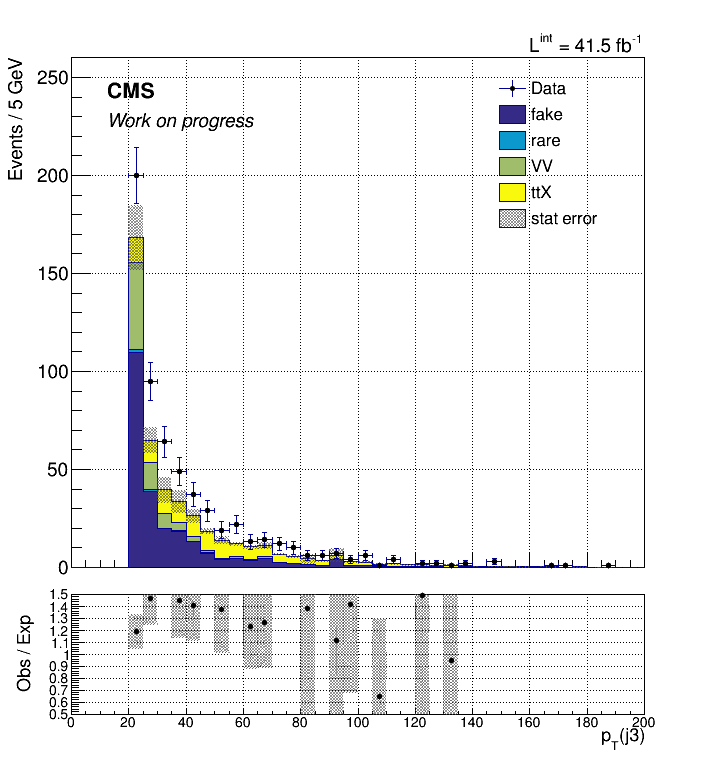 L^int = 41.5 fb^-1
Events / 5 GeV
CMS
Work on progress
Data
fake
rare
VV
ttX
stat error
250
200
150
100
50
0
Obs / Exp
1.5
1.4
1.3
1.2
1.1
1
0.9
0.8
0.7
0.6
0.5
0 20 40 60 80 100 120 140 160 180 200
p_T(j3)